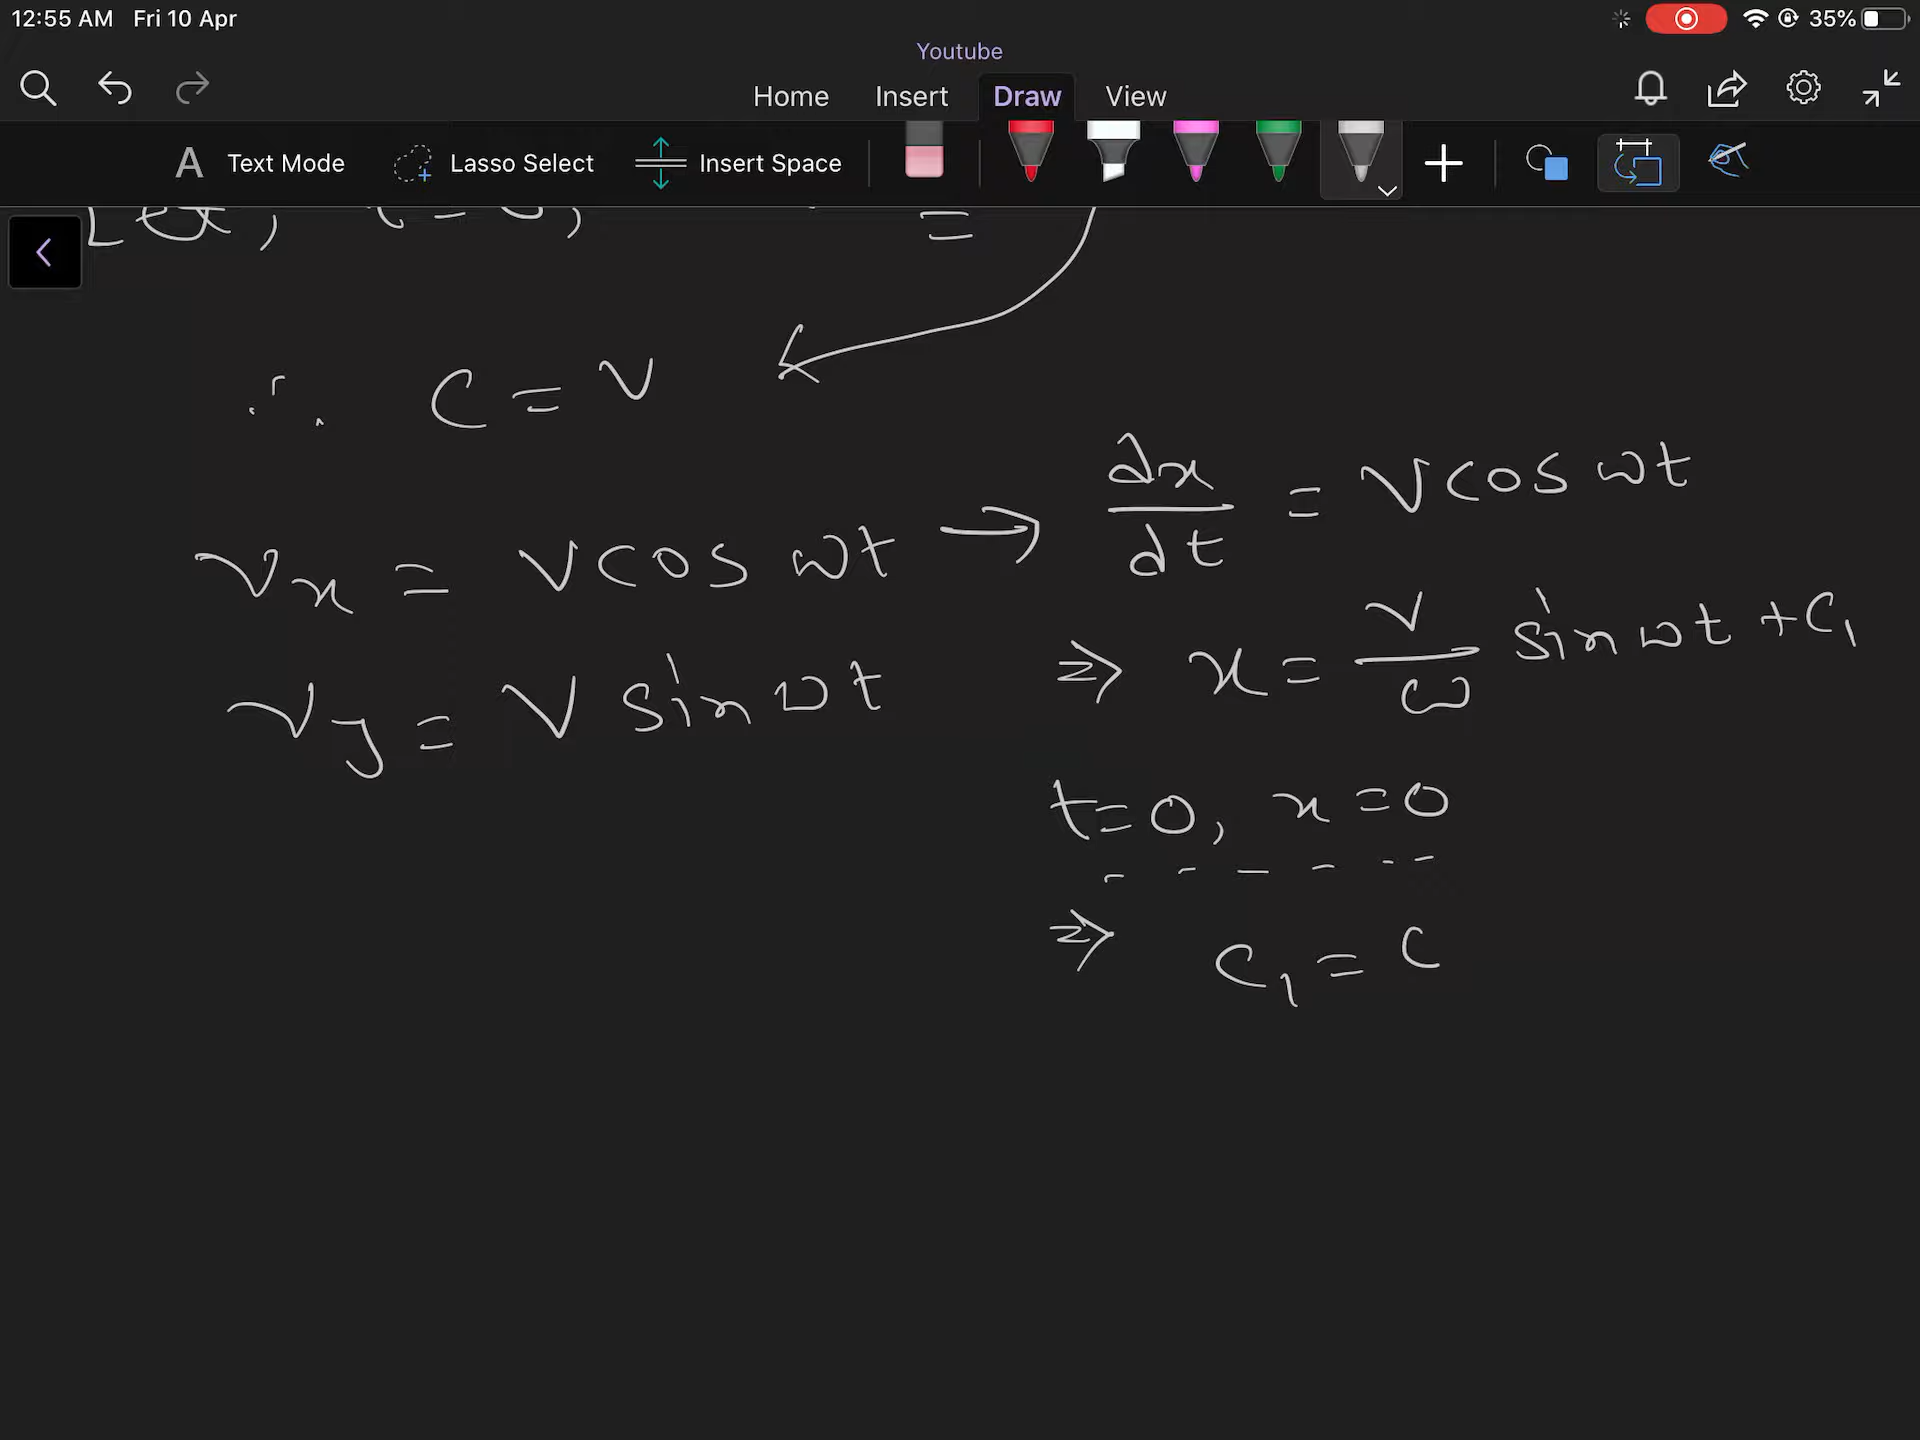 12:55 AM Fri 10 Apr
35%
Youtube
Home Insert Draw View
A Text Mode Lasso Select Insert Space
∴ C = v
vx = v cos ωt → dx/dt = v cos ωt
vy = v sin ωt
⇒ x = v/ω sin ωt + C₁
t = 0, x = 0
⇒ C₁ = C